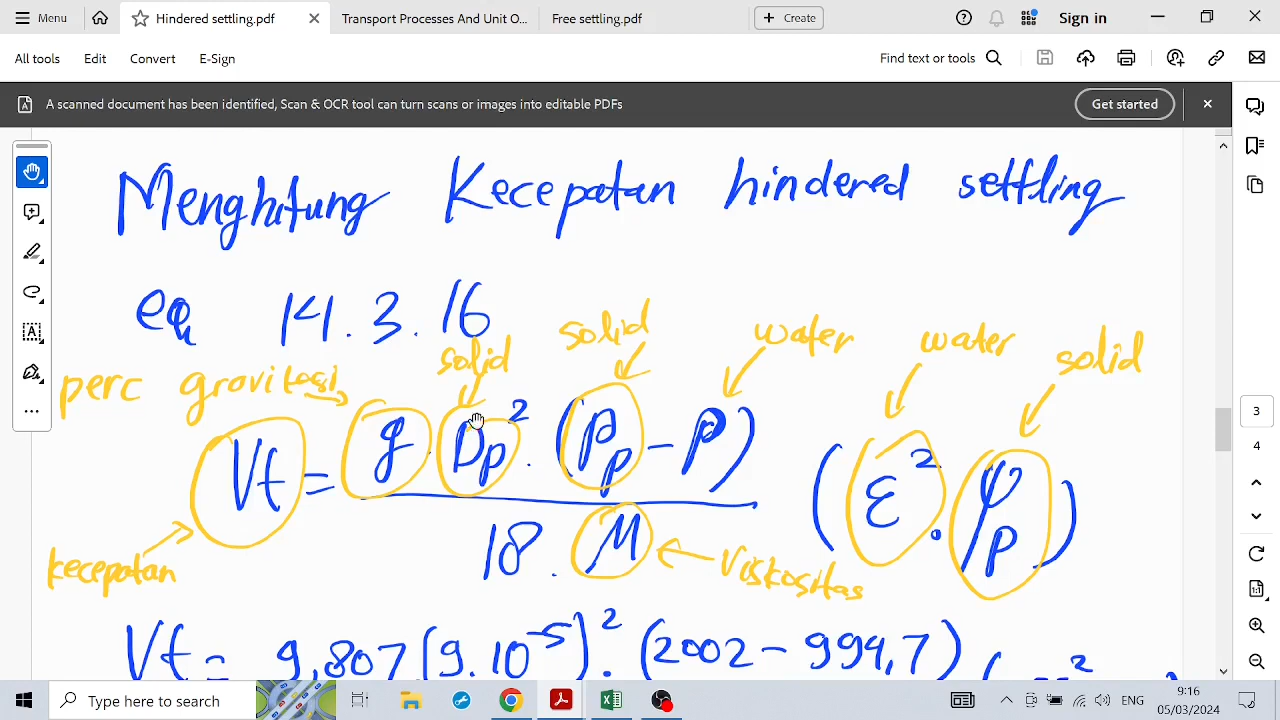 Menu
Hindered settling.pdf
Transport Processes And Unit O...
Free settling.pdf
+ Create
Sign in
All tools Edit Convert E-Sign
Find text or tools
A scanned document has been identified, Scan & OCR tool can turn scans or images into editable PDFs
Get started
Menghitung Kecepatan hindered settling
eq 14.3.16
perc gravitasi
solid
solid
water
water
solid
Vt = g . Dp² . (ρp - ρ) (ε² . ψp)
18 . μ
kecepatan
Viskositas
Vt = 9,807 (9.10⁻⁵)² . (2002 - 994,7)
3
4
1:1
Type here to search
ENG
9:16
05/03/2024